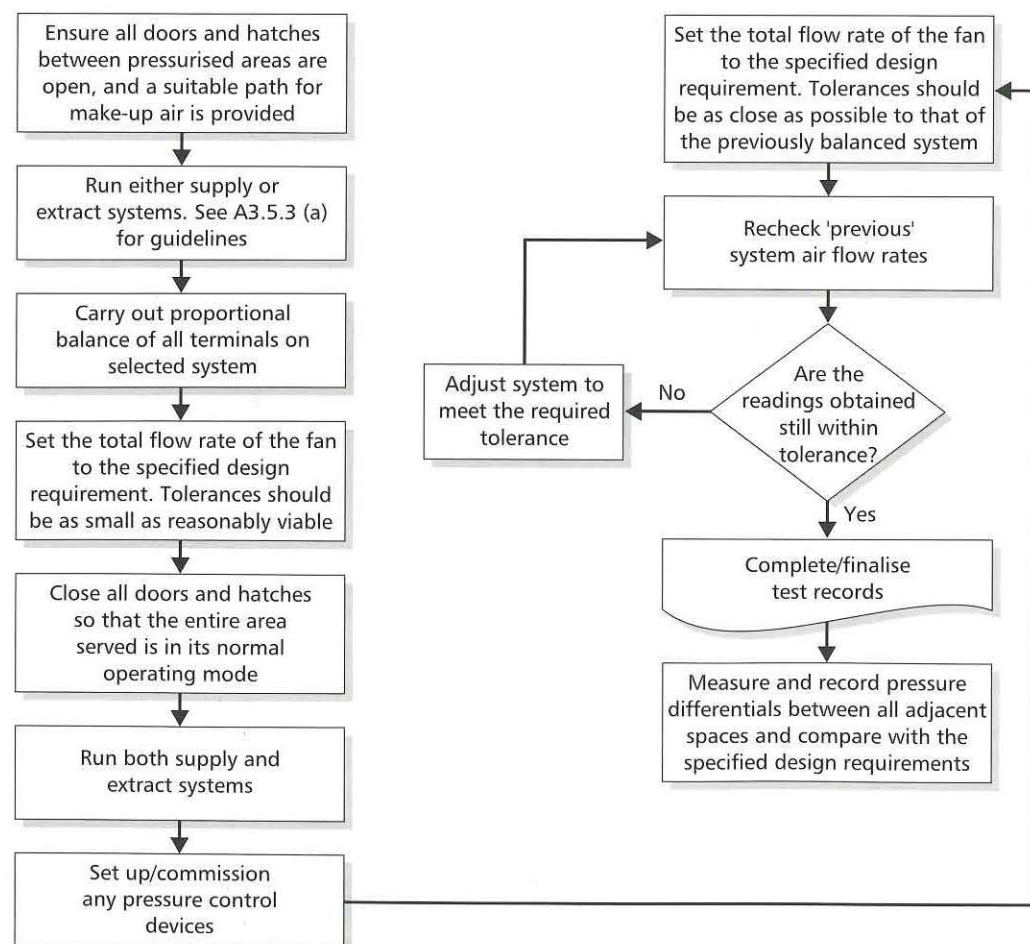 Ensure all doors and hatches
between pressurised areas are
open, and a suitable path for
make-up air is provided
Run either supply or
extract systems. See A3.5.3 (a)
for guidelines
Carry out proportional
balance of all terminals on
selected system
Set the total flow rate of the fan
to the specified design
requirement. Tolerances should
be as small as reasonably viable
Close all doors and hatches
so that the entire area
served is in its normal
operating mode
Run both supply and
extract systems
Set up/commission
any pressure control
devices
Set the total flow rate of the fan
to the specified design
requirement. Tolerances should
be as close as possible to that of
the previously balanced system
Recheck 'previous'
system air flow rates
Are the
readings obtained
still within
tolerance?
No
Adjust system to
meet the required
tolerance
Yes
Complete/finalise
test records
Measure and record pressure
differentials between all adjacent
spaces and compare with the
specified design requirements